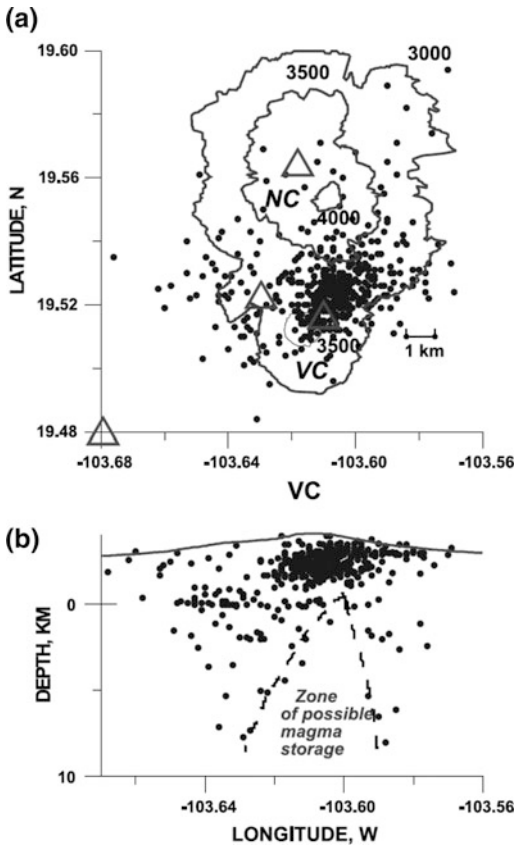 (a)
19.60
3500
3000
19.56
NC
4000
LATITUDE, N
19.52
3500
1 km
VC
19.48
-103.68
-103.64
-103.60
-103.56
VC
(b)
0
DEPTH, KM
Zone
of possible
magma
storage
10
-103.64
-103.60
-103.56
LONGITUDE, W